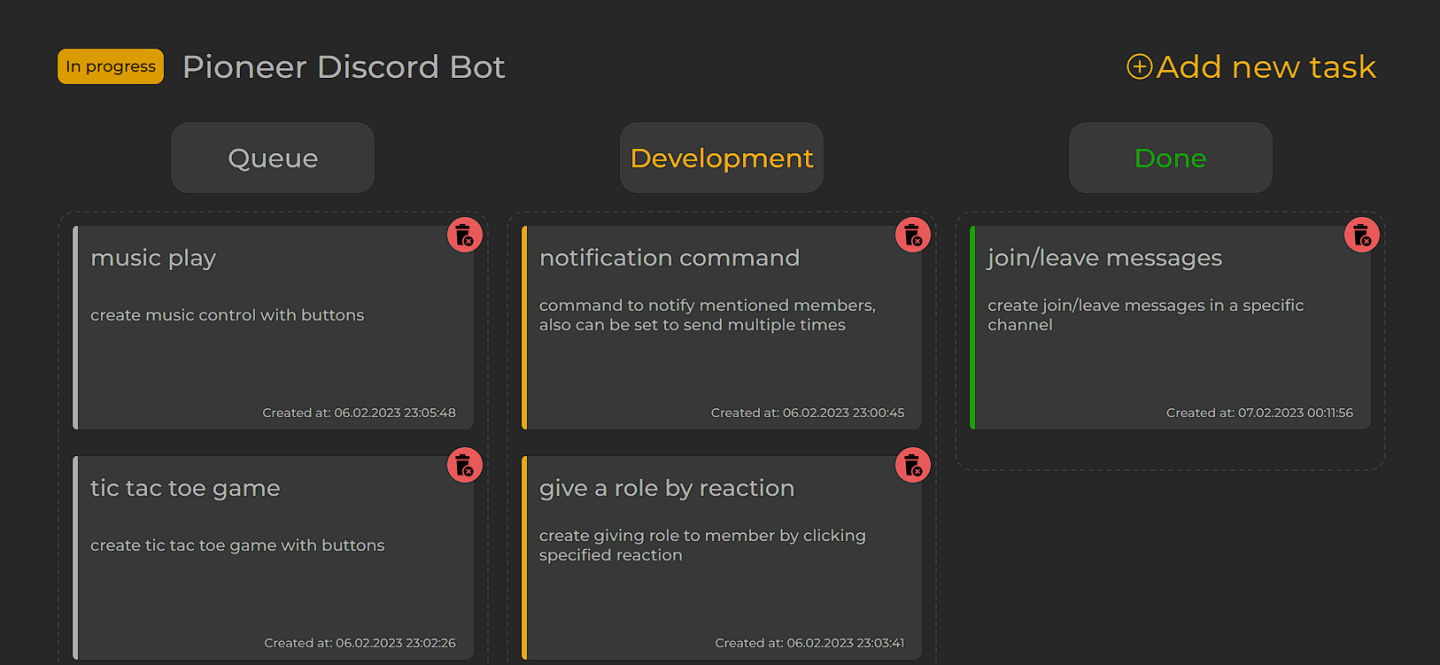 In progress
Pioneer Discord Bot
Add new task
Queue
Development
Done
music play
create music control with buttons
Created at: 06.02.2023 23:05:48
tic tac toe game
create tic tac toe game with buttons
Created at: 06.02.2023 23:02:26
notification command
command to notify mentioned members,
also can be set to send multiple times
Created at: 06.02.2023 23:00:45
give a role by reaction
create giving role to member by clicking
specified reaction
Created at: 06.02.2023 23:03:41
join/leave messages
create join/leave messages in a specific
channel
Created at: 07.02.2023 00:11:56